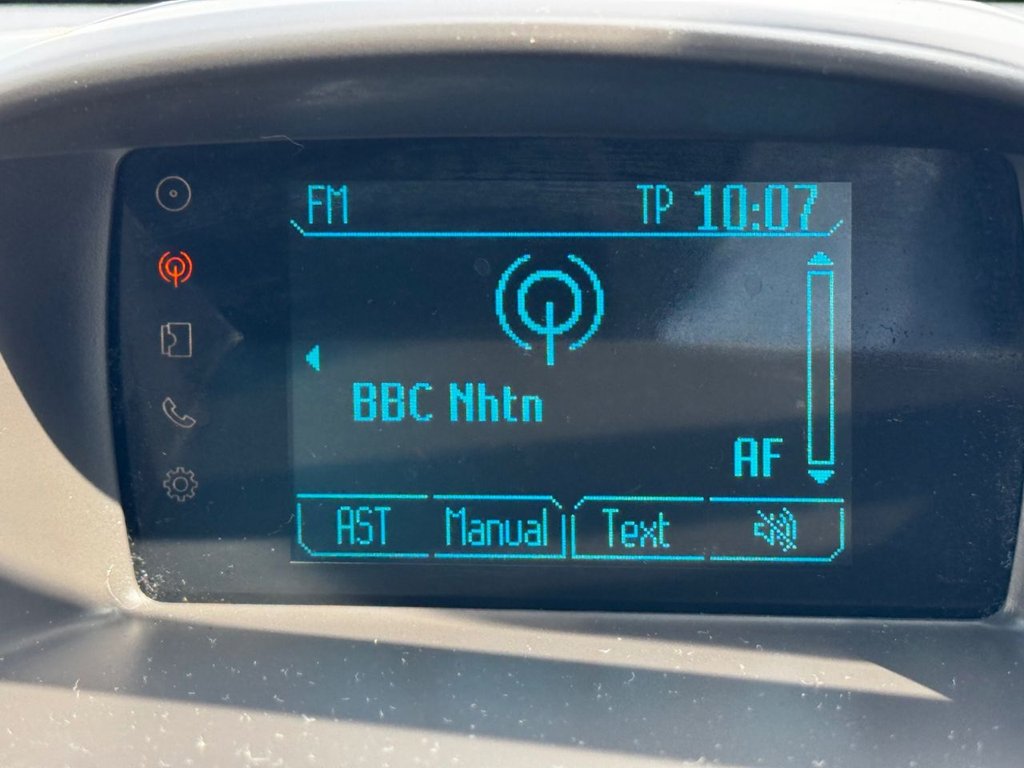 FM TP 10:07
BBC Nhtn
AF
AST Manual Text